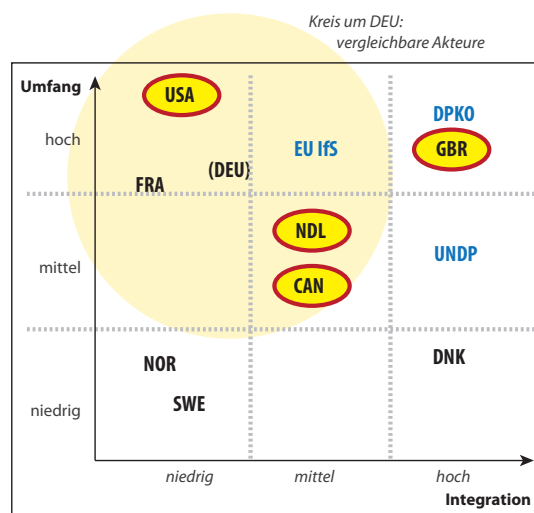 Kreis um DEU:
vergleichbare Akteure
Umfang
USA
DPKO
hoch
EU IfS
GBR
(DEU)
FRA
NDL
mittel
UNDP
CAN
NOR
DNK
SWE
niedrig
niedrig
mittel
hoch
Integration